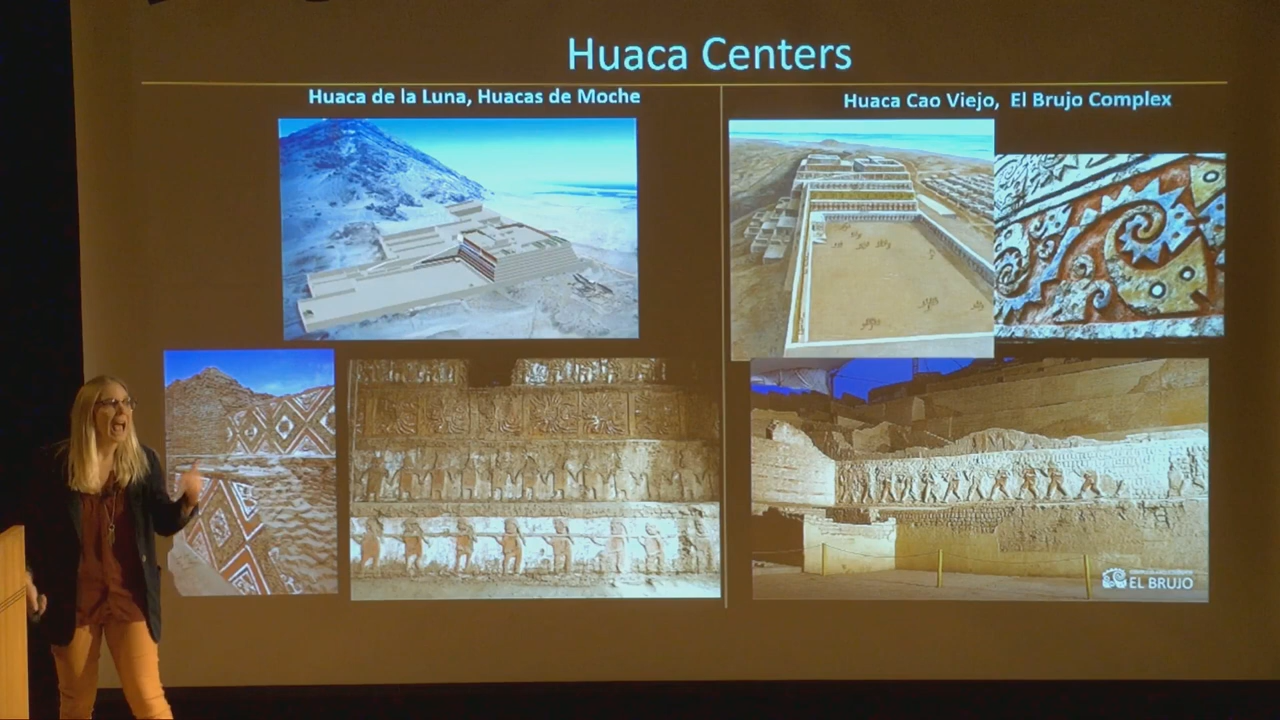 Huaca Centers
Huaca de la Luna, Huacas de Moche
Huaca Cao Viejo, El Brujo Complex
EL BRUJO